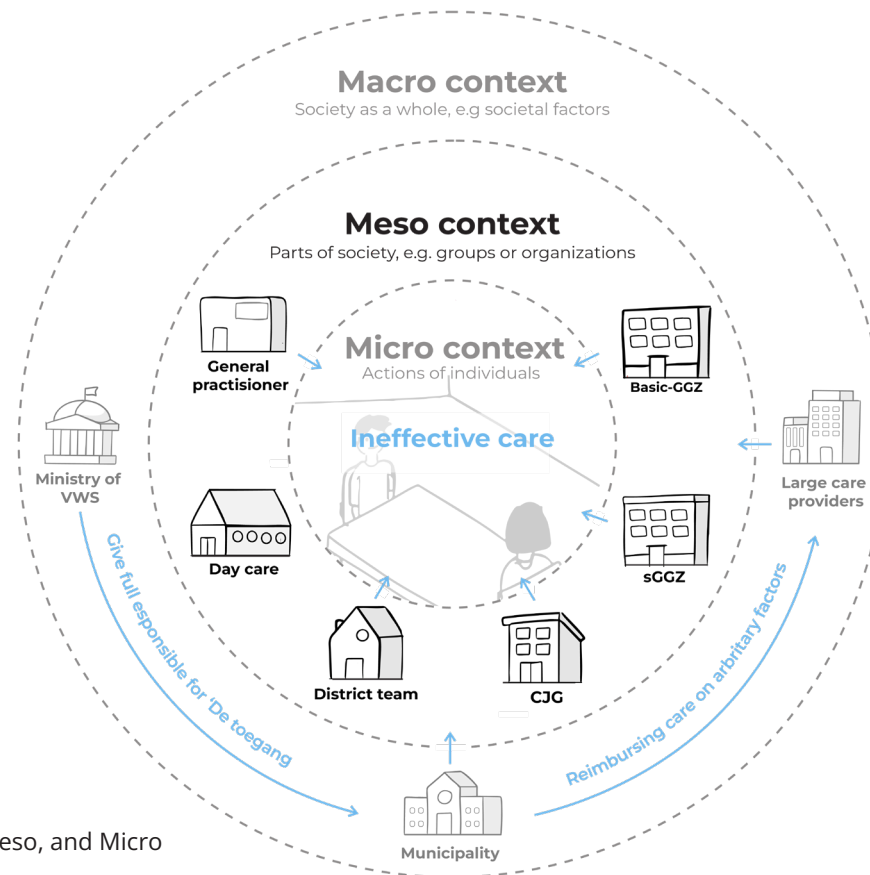 Macro context
Society as a whole, e.g societal factors
Meso context
Parts of society, e.g. groups or organizations
Micro context
Actions of individuals
Ineffective care
General
practisioner
Basic-GGZ
Ministry of
VWS
Large care
providers
Day care
sGGZ
District team
CJG
Give full esponsible for ‘De toegang
Reimbursing care on arbritary factors
Municipality
eso, and Micro